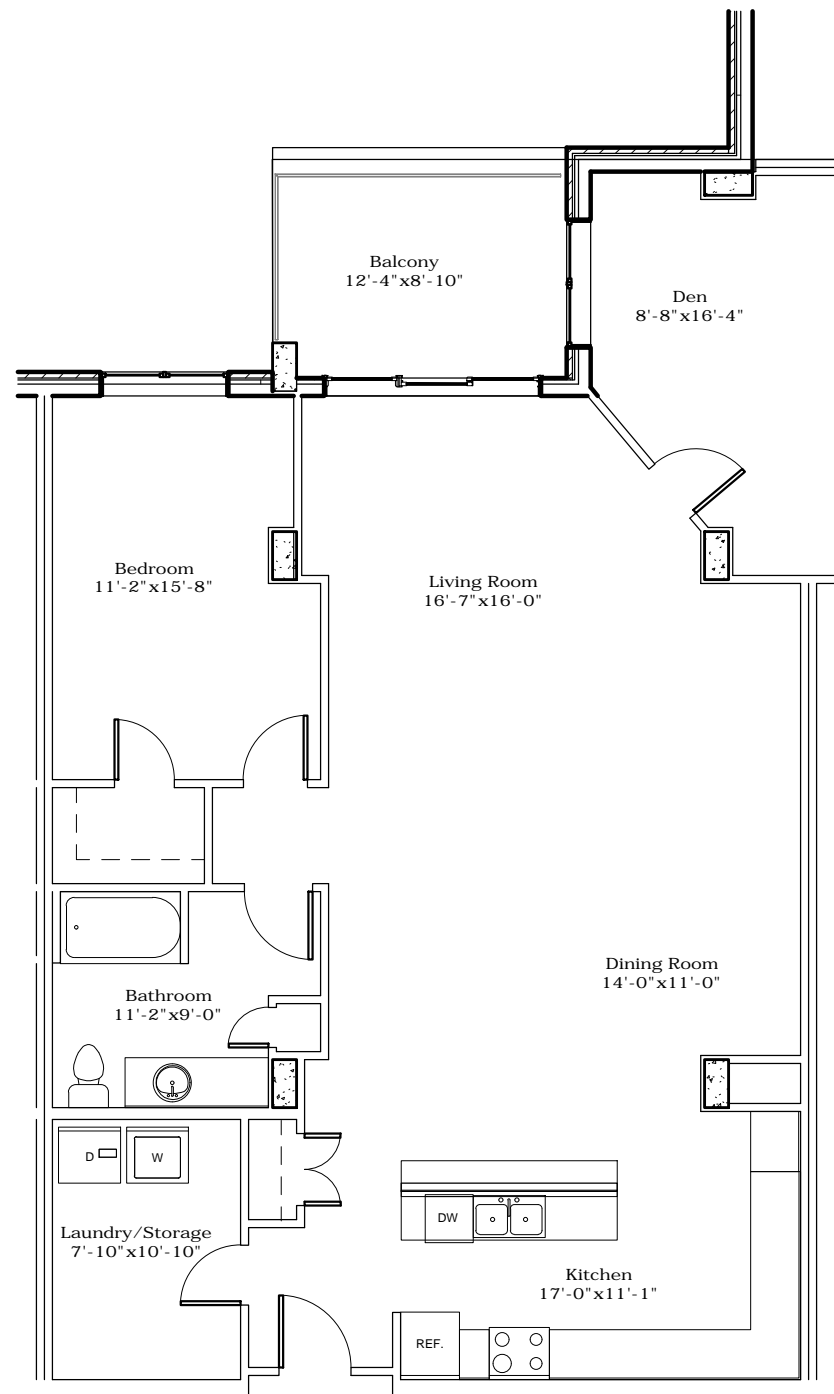 Balcony
12'-4"x8'-10"
Den
8'-8"x16'-4"
Bedroom
11'-2"x15'-8"
Living Room
16'-7"x16'-0"
Dining Room
14'-0"x11'-0"
Bathroom
11'-2"x9'-0"
D
W
Laundry/Storage
7'-10"x10'-10"
DW
Kitchen
17'-0"x11'-1"
REF.